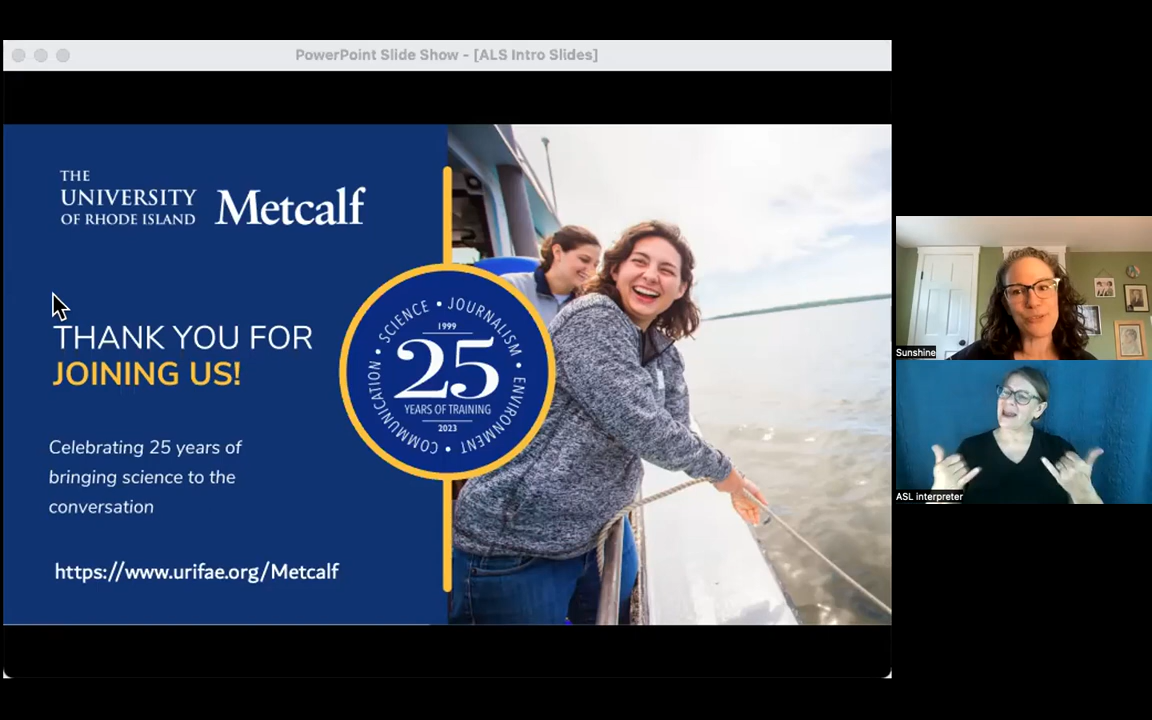 PowerPoint Slide Show - [ALS Intro Slides]
THE
UNIVERSITY
OF RHODE ISLAND
Metcalf
THANK YOU FOR
JOINING US!
Celebrating 25 years of
bringing science to the
conversation
https://www.urifae.org/Metcalf
SCIENCE • JOURNALISM • ENVIRONMENT • COMMUNICATION •
1999
25
YEARS OF TRAINING
2023
Sunshine
ASL interpreter